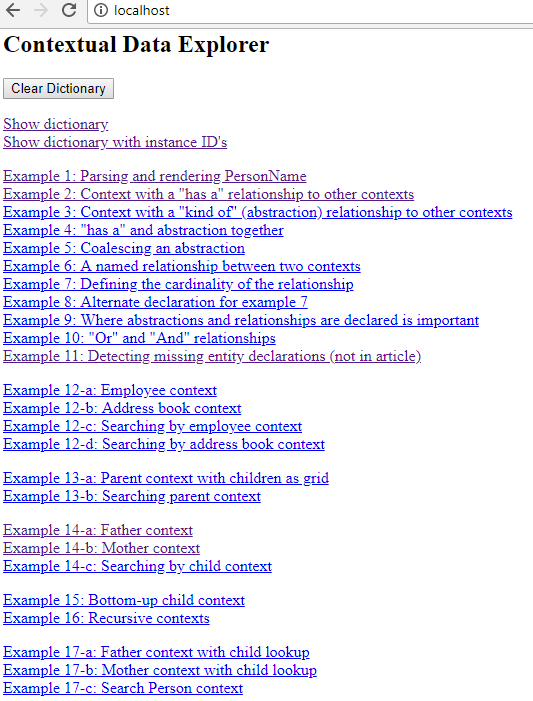 localhost
Contextual Data Explorer
Clear Dictionary
Show dictionary
Show dictionary with instance ID's
Example 1: Parsing and rendering PersonName
Example 2: Context with a "has a" relationship to other contexts
Example 3: Context with a "kind of" (abstraction) relationship to other contexts
Example 4: "has a" and abstraction together
Example 5: Coalescing an abstraction
Example 6: A named relationship between two contexts
Example 7: Defining the cardinality of the relationship
Example 8: Alternate declaration for example 7
Example 9: Where abstractions and relationships are declared is important
Example 10: "Or" and "And" relationships
Example 11: Detecting missing entity declarations (not in article)
Example 12-a: Employee context
Example 12-b: Address book context
Example 12-c: Searching by employee context
Example 12-d: Searching by address book context
Example 13-a: Parent context with children as grid
Example 13-b: Searching parent context
Example 14-a: Father context
Example 14-b: Mother context
Example 14-c: Searching by child context
Example 15: Bottom-up child context
Example 16: Recursive contexts
Example 17-a: Father context with child lookup
Example 17-b: Mother context with child lookup
Example 17-c: Search Person context